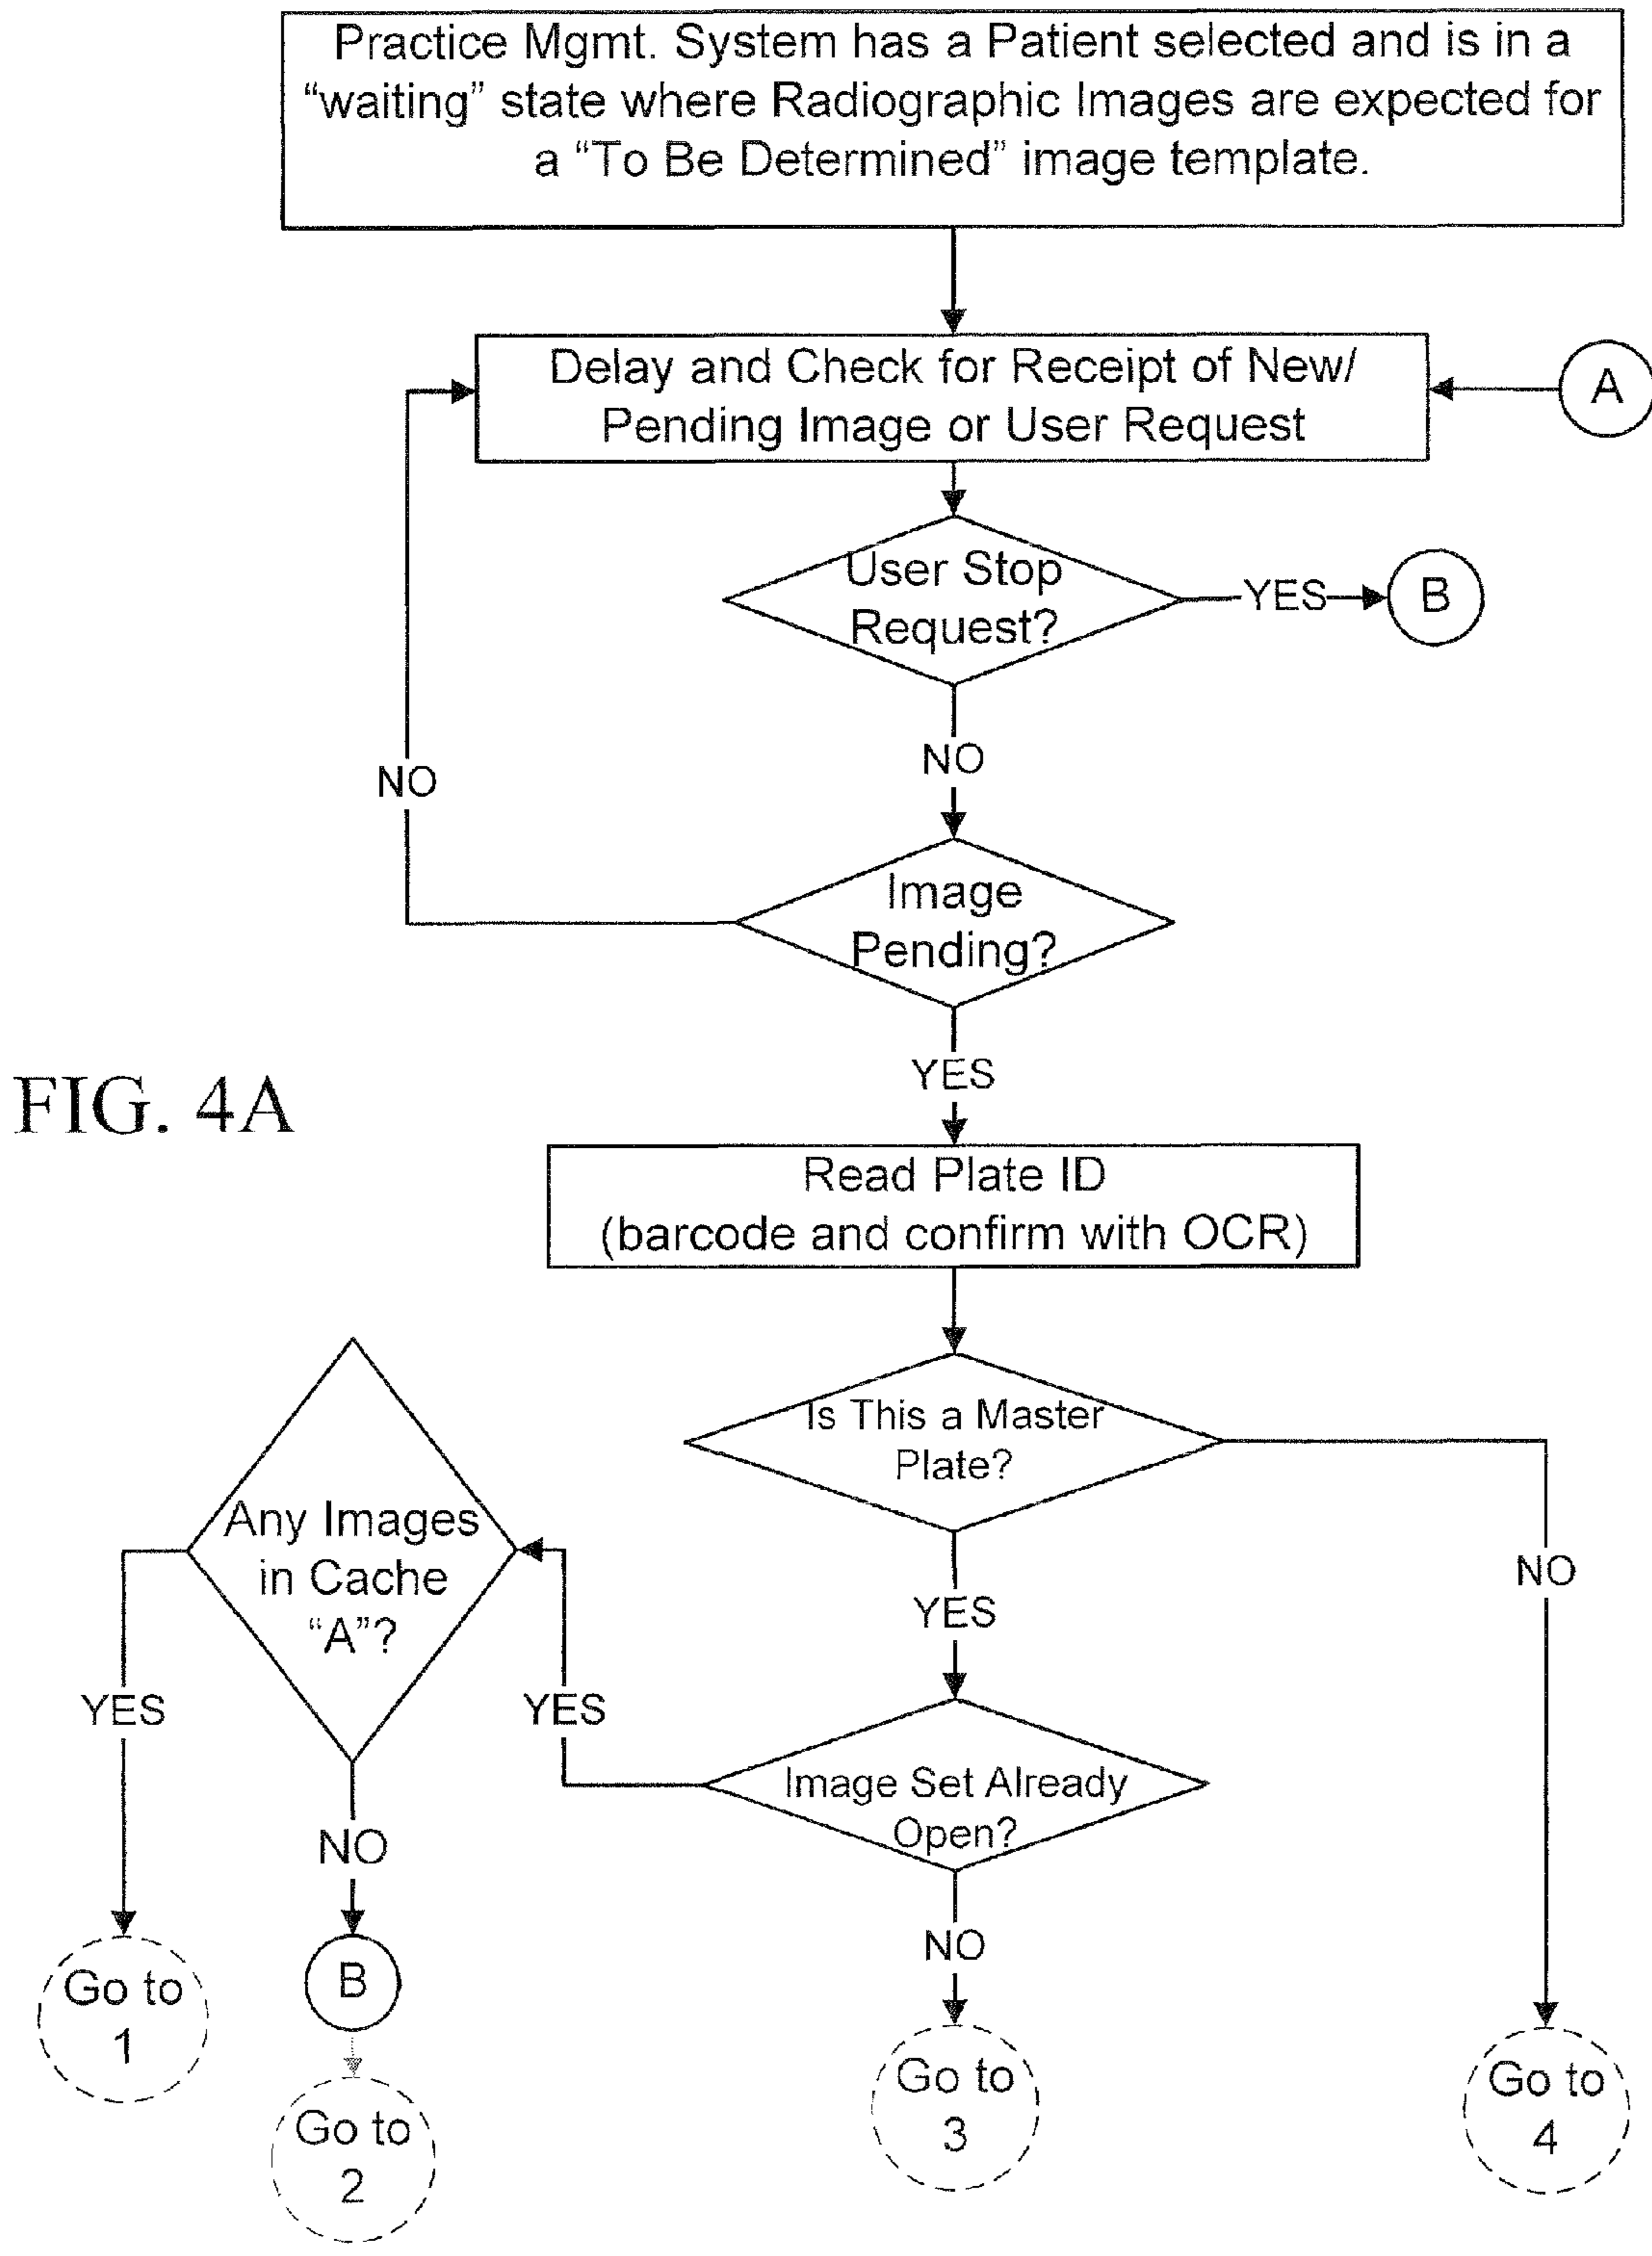 Practice Mgmt. System has a Patient selected and is in a
“waiting” state where Radiographic Images are expected for
a “To Be Determined” image template.
Delay and Check for Receipt of New/
Pending Image or User Request
A
User Stop
Request?
YES
B
NO
NO
Image
Pending?
YES
FIG. 4A
Read Plate ID
(barcode and confirm with OCR)
Is This a Master
Plate?
Any Images
in Cache
“A”?
NO
YES
YES
YES
Image Set Already
Open?
NO
NO
Go to
1
B
Go to
2
Go to
3
Go to
4